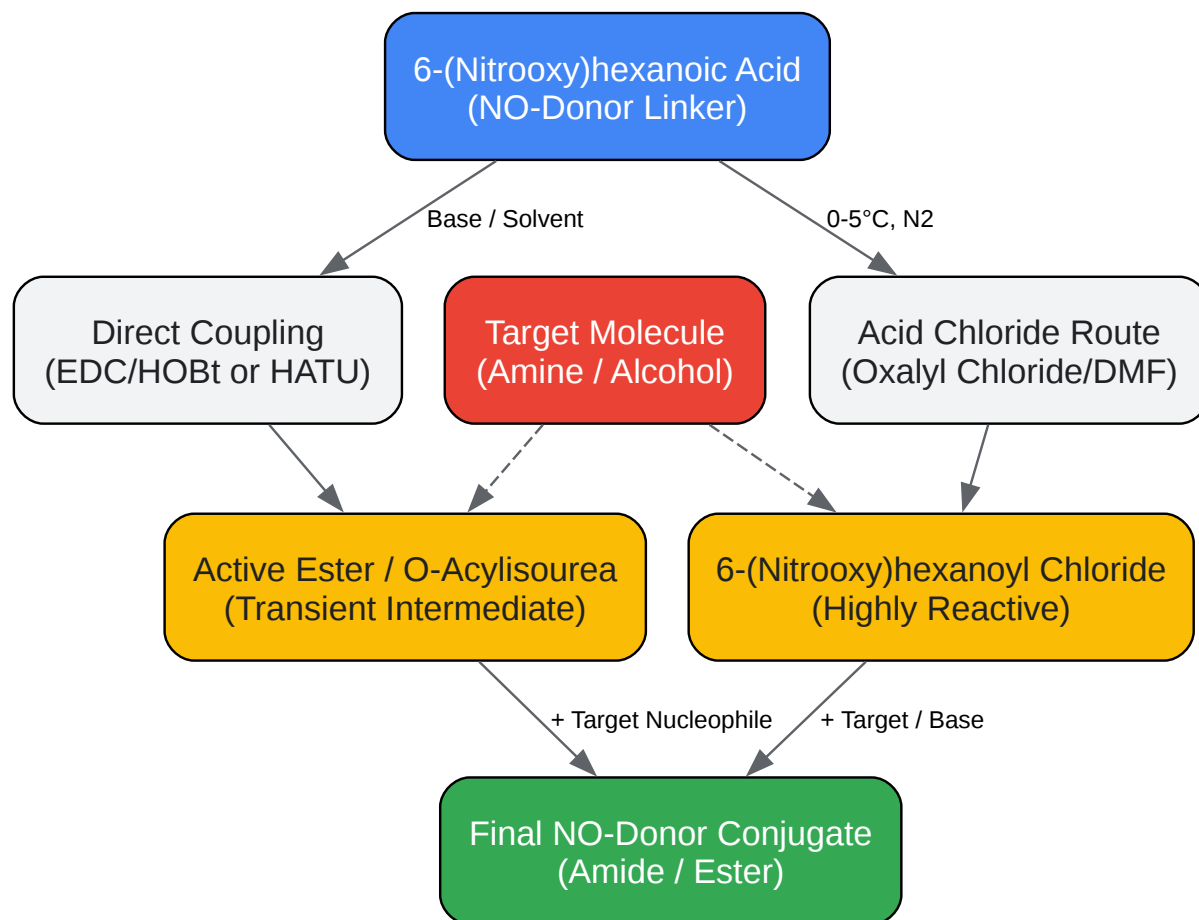 6-(Nitrooxy)hexanoic Acid
(NO-Donor Linker)
Base / Solvent
0-5°C, N2
Direct Coupling
(EDC/HOBt or HATU)
Target Molecule
(Amine / Alcohol)
Acid Chloride Route
(Oxalyl Chloride/DMF)
Active Ester / O-Acylisourea
(Transient Intermediate)
6-(Nitrooxy)hexanoyl Chloride
(Highly Reactive)
+ Target Nucleophile
+ Target / Base
Final NO-Donor Conjugate
(Amide / Ester)